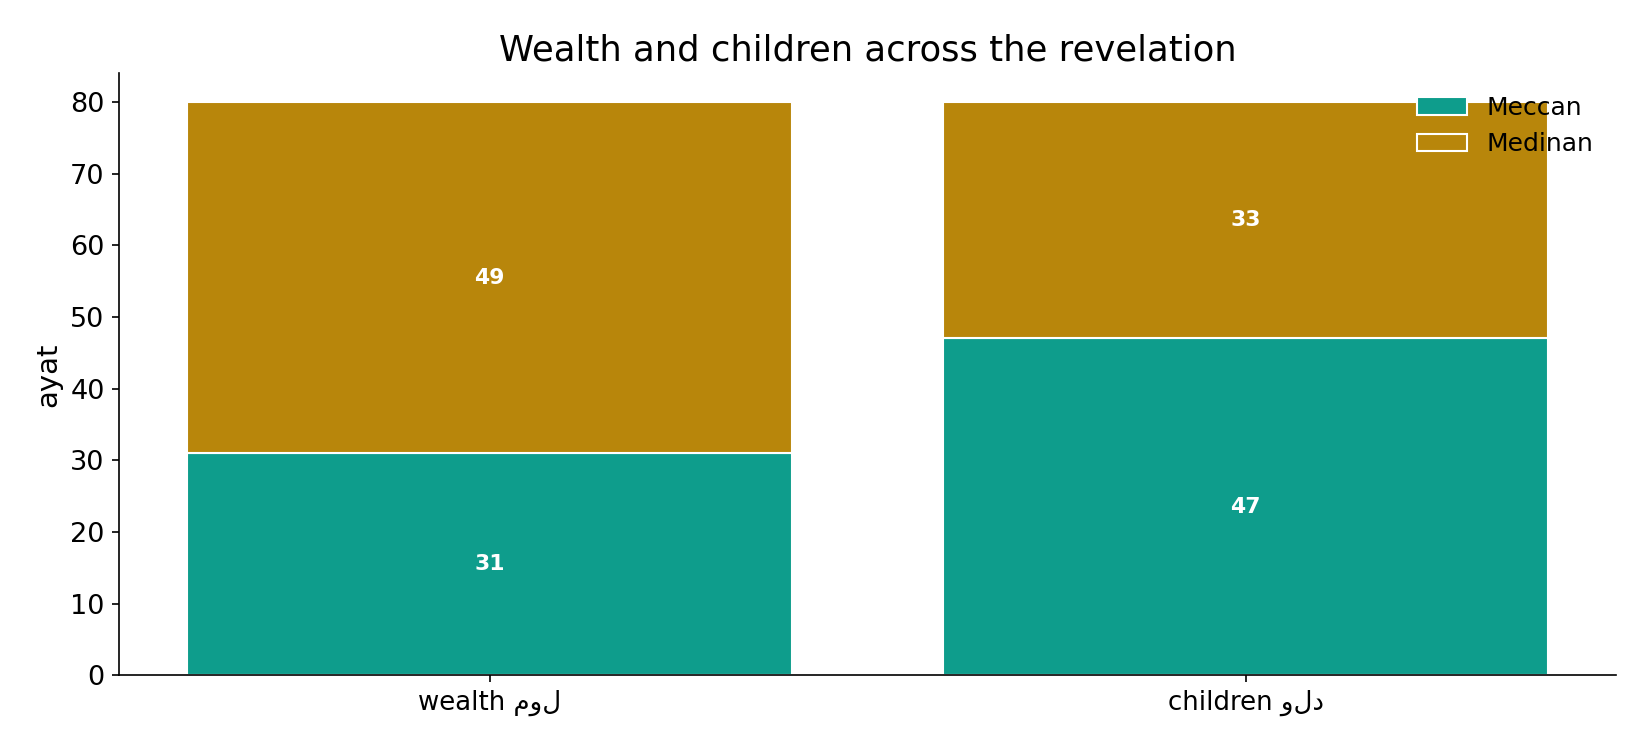 Wealth and children across the revelation
Meccan
Medinan
ayat
80
70
60
50
40
30
20
10
0
49
31
33
47
wealth مول
children ولد